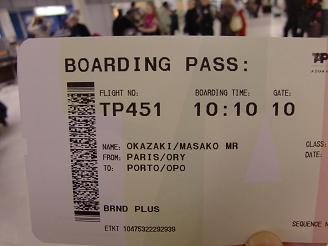 BOARDING PASS:
TAP
FLIGHT NO: BOARDING TIME: GATE:
TP451 10:10 10
NAME: OKAZAKI/MASAKO MR
CLASS:
FROM: PARIS/ORY
DATE:
TO: PORTO/OPO
BRND PLUS
SEQUENCE N
ETKT 10475322292939